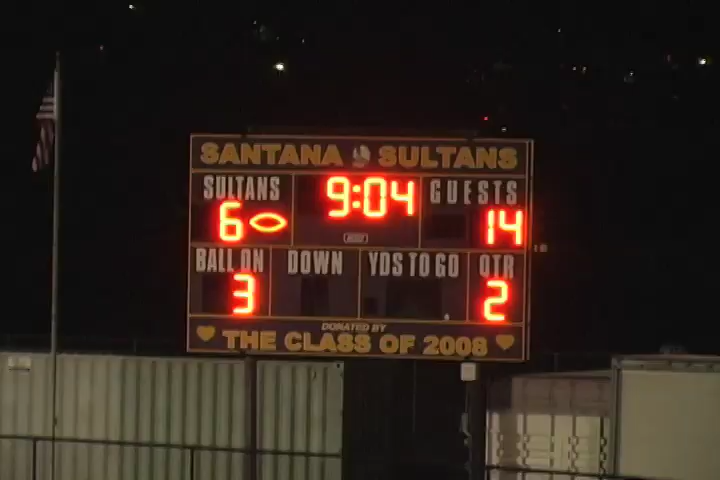 SANTANA SULTANS
SULTANS 9:04 GUESTS
6 14
BALL ON DOWN YDS TO GO QTR
3 2
DONATED BY
THE CLASS OF 2008